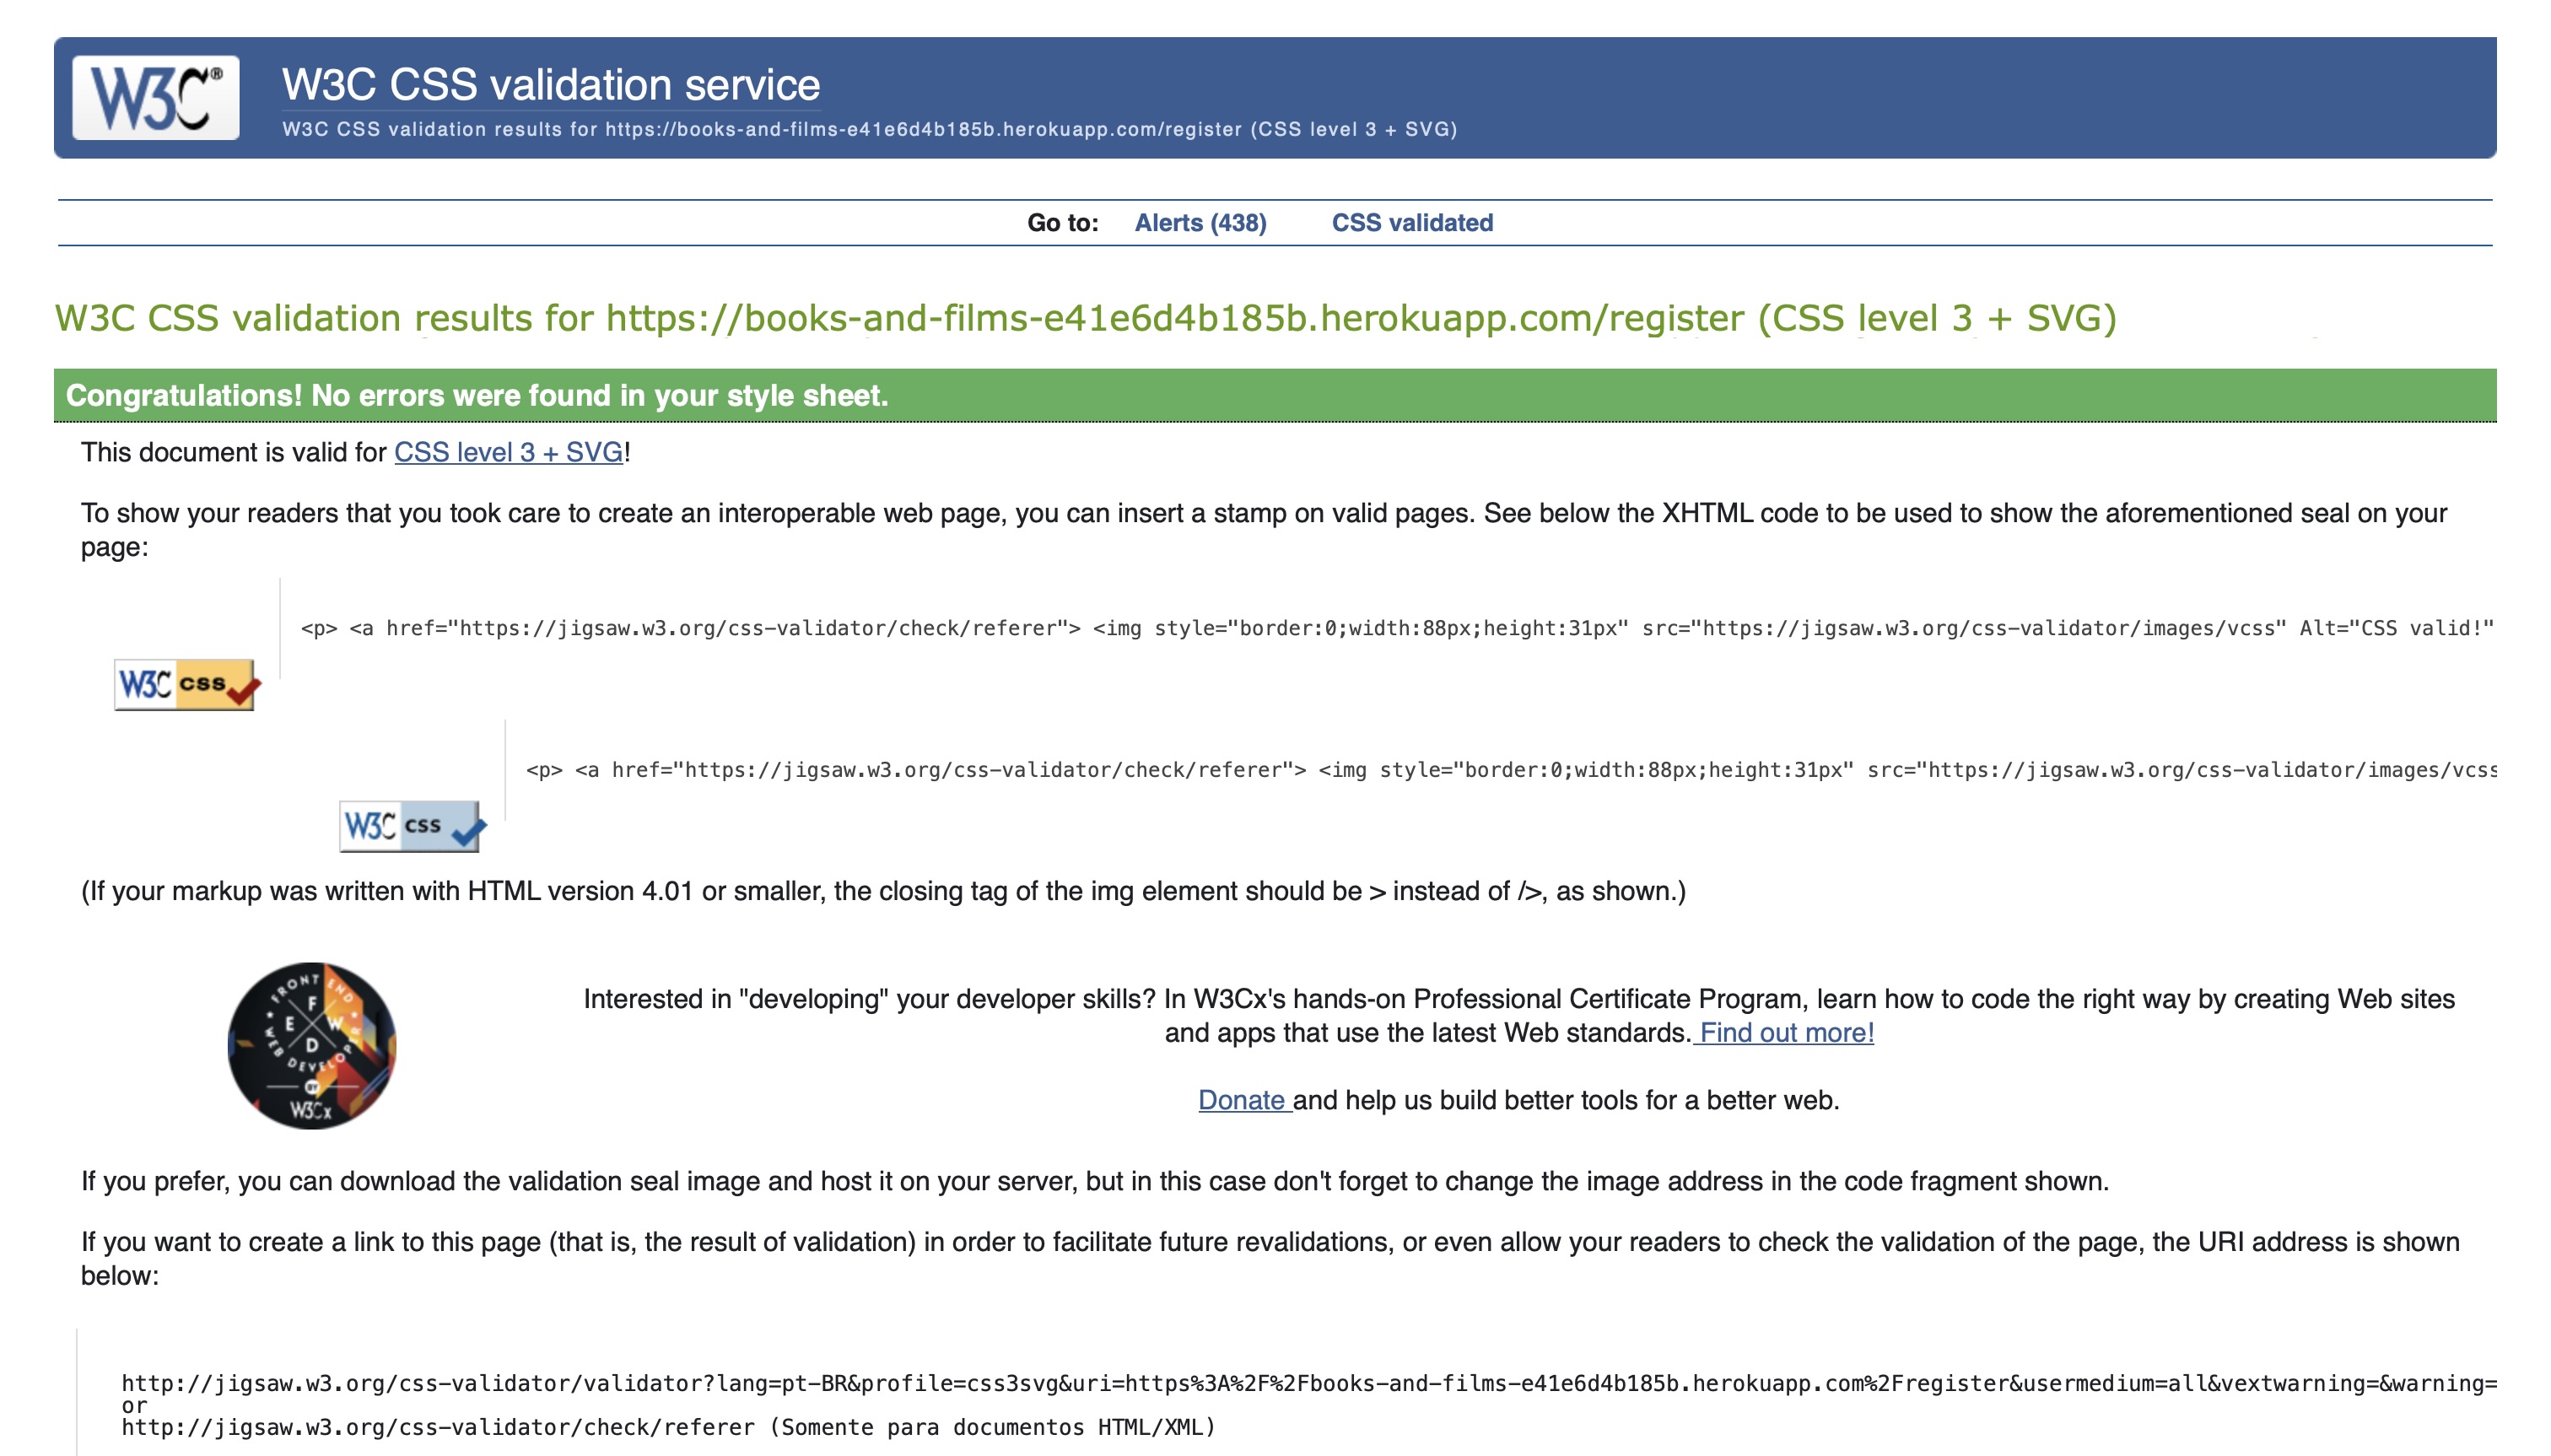 W3C®
W3C CSS validation service
W3C CSS validation results for https://books-and-films-e41e6d4b185b.herokuapp.com/register (CSS level 3 + SVG)
Go to: Alerts (438) CSS validated
W3C CSS validation results for https://books-and-films-e41e6d4b185b.herokuapp.com/register (CSS level 3 + SVG)
Congratulations! No errors were found in your style sheet.
This document is valid for CSS level 3 + SVG!
To show your readers that you took care to create an interoperable web page, you can insert a stamp on valid pages. See below the XHTML code to be used to show the aforementioned seal on your
page:
<p> <a href="https://jigsaw.w3.org/css-validator/check/referer"> <img style="border:0;width:88px;height:31px" src="https://jigsaw.w3.org/css-validator/images/vcss" Alt="CSS valid!"
W3C css
<p> <a href="https://jigsaw.w3.org/css-validator/check/referer"> <img style="border:0;width:88px;height:31px" src="https://jigsaw.w3.org/css-validator/images/vcss
W3C css
(If your markup was written with HTML version 4.01 or smaller, the closing tag of the img element should be > instead of />, as shown.)
FRONT END
WEB DEVELOPER
F
E W
D
BY
W3Cx
Interested in "developing" your developer skills? In W3Cx's hands-on Professional Certificate Program, learn how to code the right way by creating Web sites
and apps that use the latest Web standards. Find out more!
Donate and help us build better tools for a better web.
If you prefer, you can download the validation seal image and host it on your server, but in this case don't forget to change the image address in the code fragment shown.
If you want to create a link to this page (that is, the result of validation) in order to facilitate future revalidations, or even allow your readers to check the validation of the page, the URI address is shown
below:
http://jigsaw.w3.org/css-validator/validator?lang=pt-BR&profile=css3svg&uri=https%3A%2F%2Fbooks-and-films-e41e6d4b185b.herokuapp.com%2Fregister&usermedium=all&vextwarning=&warning=
or
http://jigsaw.w3.org/css-validator/check/referer (Somente para documentos HTML/XML)